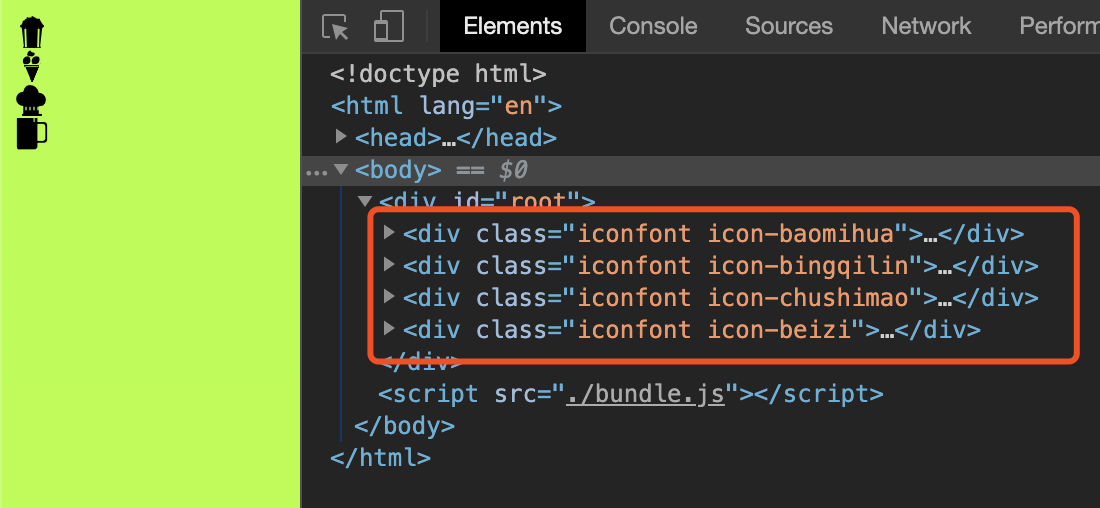 Elements Console Sources Network Perform
<!doctype html>
<html lang="en">
<head>…</head>
… <body> == $0
<div id="root">
<div class="iconfont icon-baomihua">…</div>
<div class="iconfont icon-bingqilin">…</div>
<div class="iconfont icon-chushimao">…</div>
<div class="iconfont icon-beizi">…</div>
</div>
<script src="./bundle.js"></script>
</body>
</html>